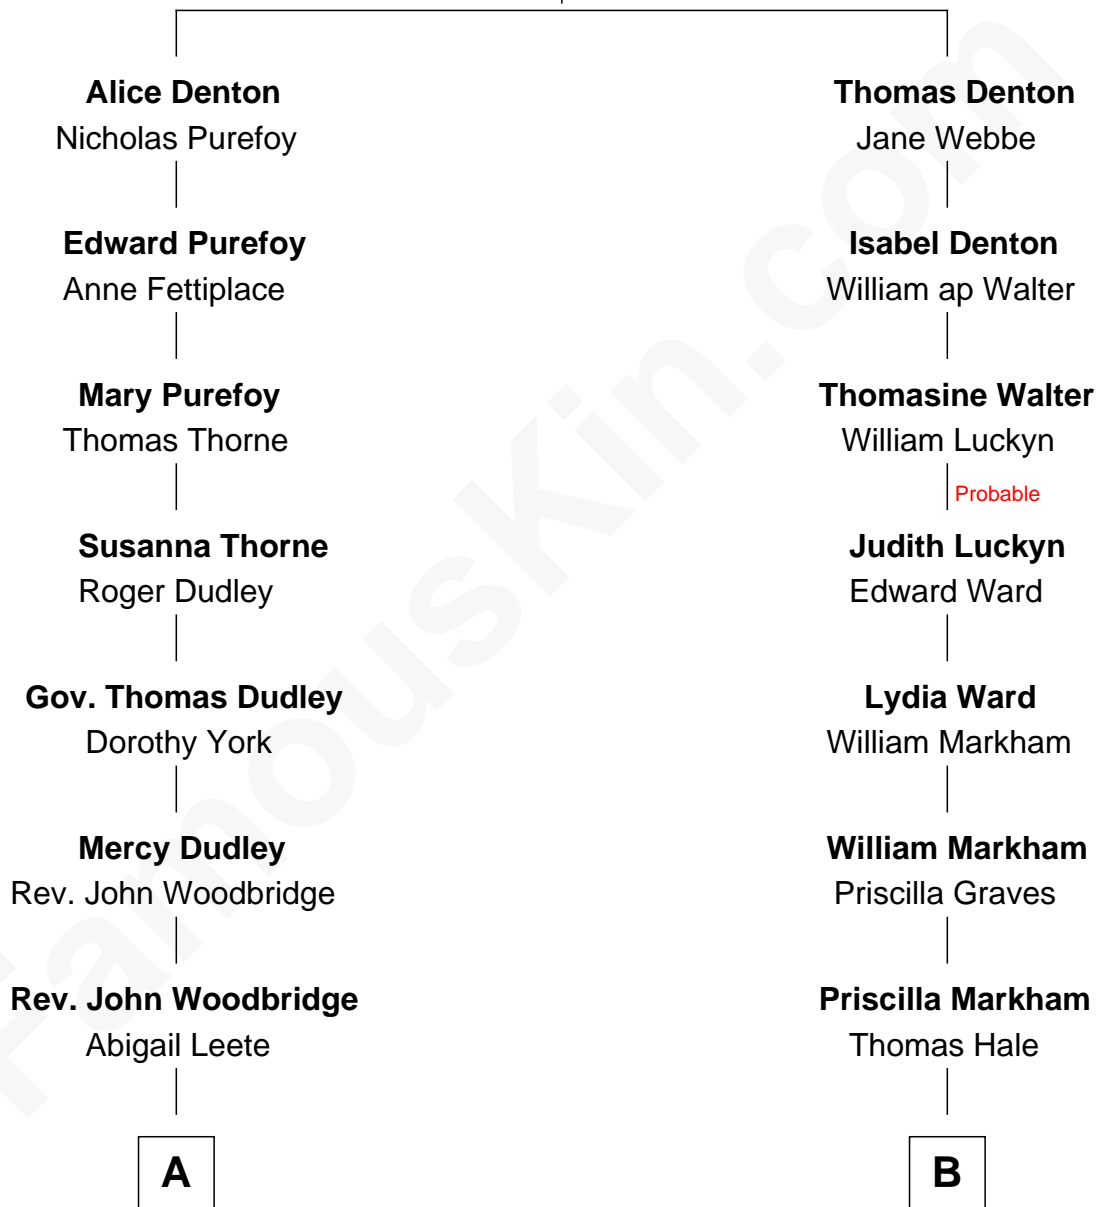 Alice Denton
Nicholas Purefoy
Thomas Denton
Jane Webbe
Edward Purefoy
Anne Fettiplace
Isabel Denton
William ap Walter
Mary Purefoy
Thomas Thorne
Thomasine Walter
William Luckyn
Probable
Susanna Thorne
Roger Dudley
Judith Luckyn
Edward Ward
Gov. Thomas Dudley
Dorothy York
Lydia Ward
William Markham
Mercy Dudley
Rev. John Woodbridge
William Markham
Priscilla Graves
Rev. John Woodbridge
Abigail Leete
Priscilla Markham
Thomas Hale
A
B
FamousKin.com